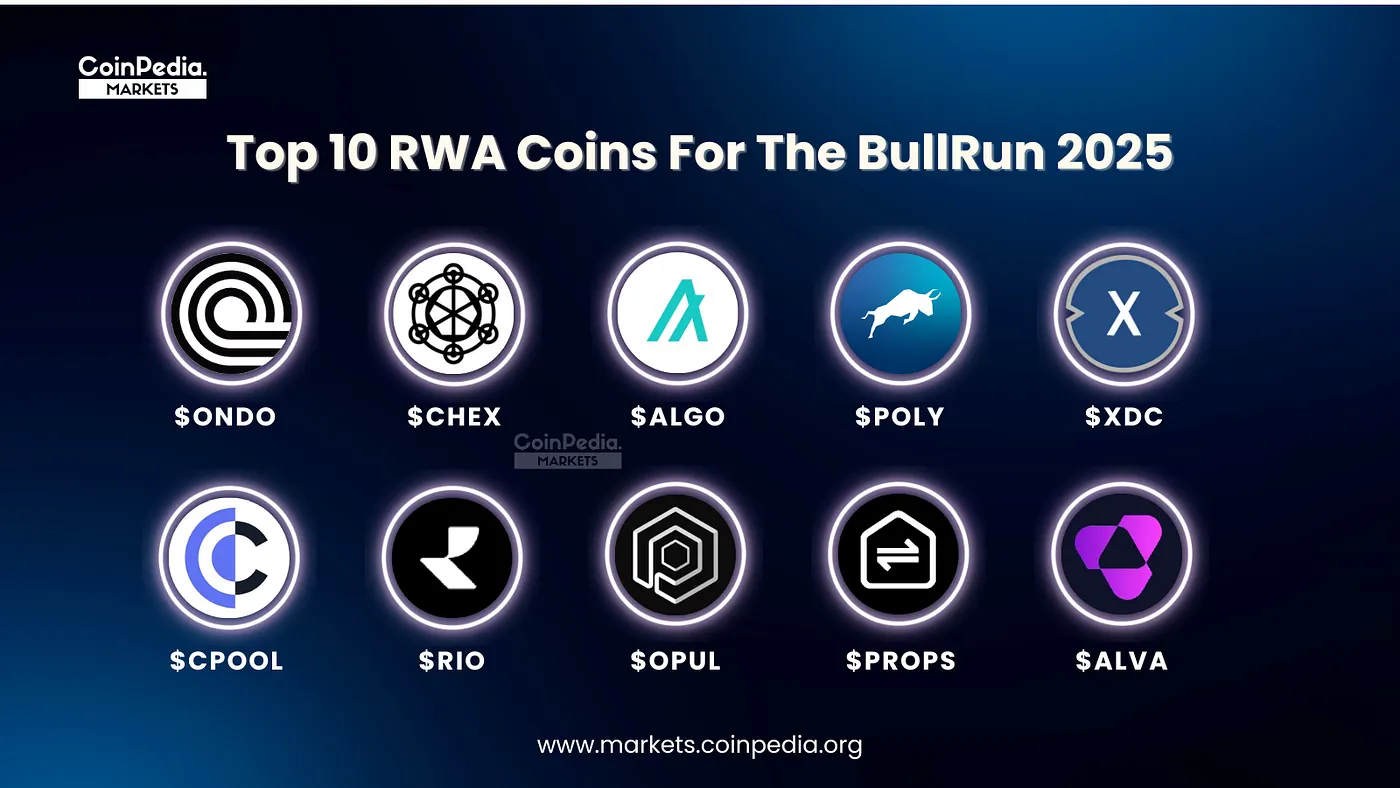 CoinPedia.
MARKETS
Top 10 RWA Coins For The BullRun 2025
$ONDO $CHEX $ALGO $POLY $XDC
CoinPedia.
MARKETS
$CPOOL $RIO $OPUL $PROPS $ALVA
www.markets.coinpedia.org